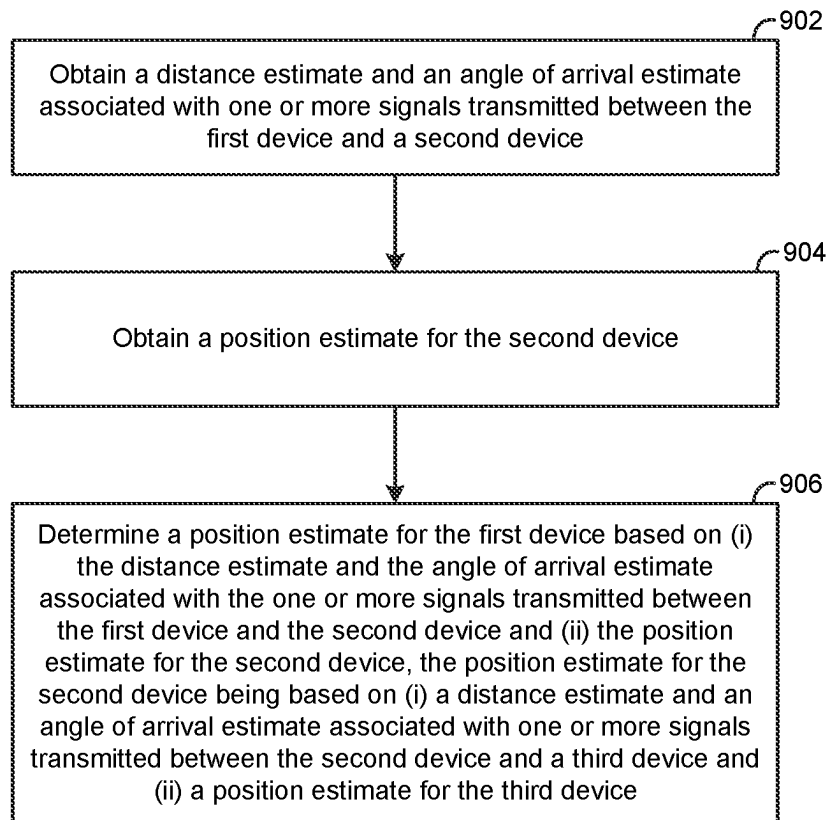 902
Obtain a distance estimate and an angle of arrival estimate
associated with one or more signals transmitted between the
first device and a second device
904
Obtain a position estimate for the second device
906
Determine a position estimate for the first device based on (i)
the distance estimate and the angle of arrival estimate
associated with the one or more signals transmitted between
the first device and the second device and (ii) the position
estimate for the second device, the position estimate for the
second device being based on (i) a distance estimate and an
angle of arrival estimate associated with one or more signals
transmitted between the second device and a third device and
(ii) a position estimate for the third device